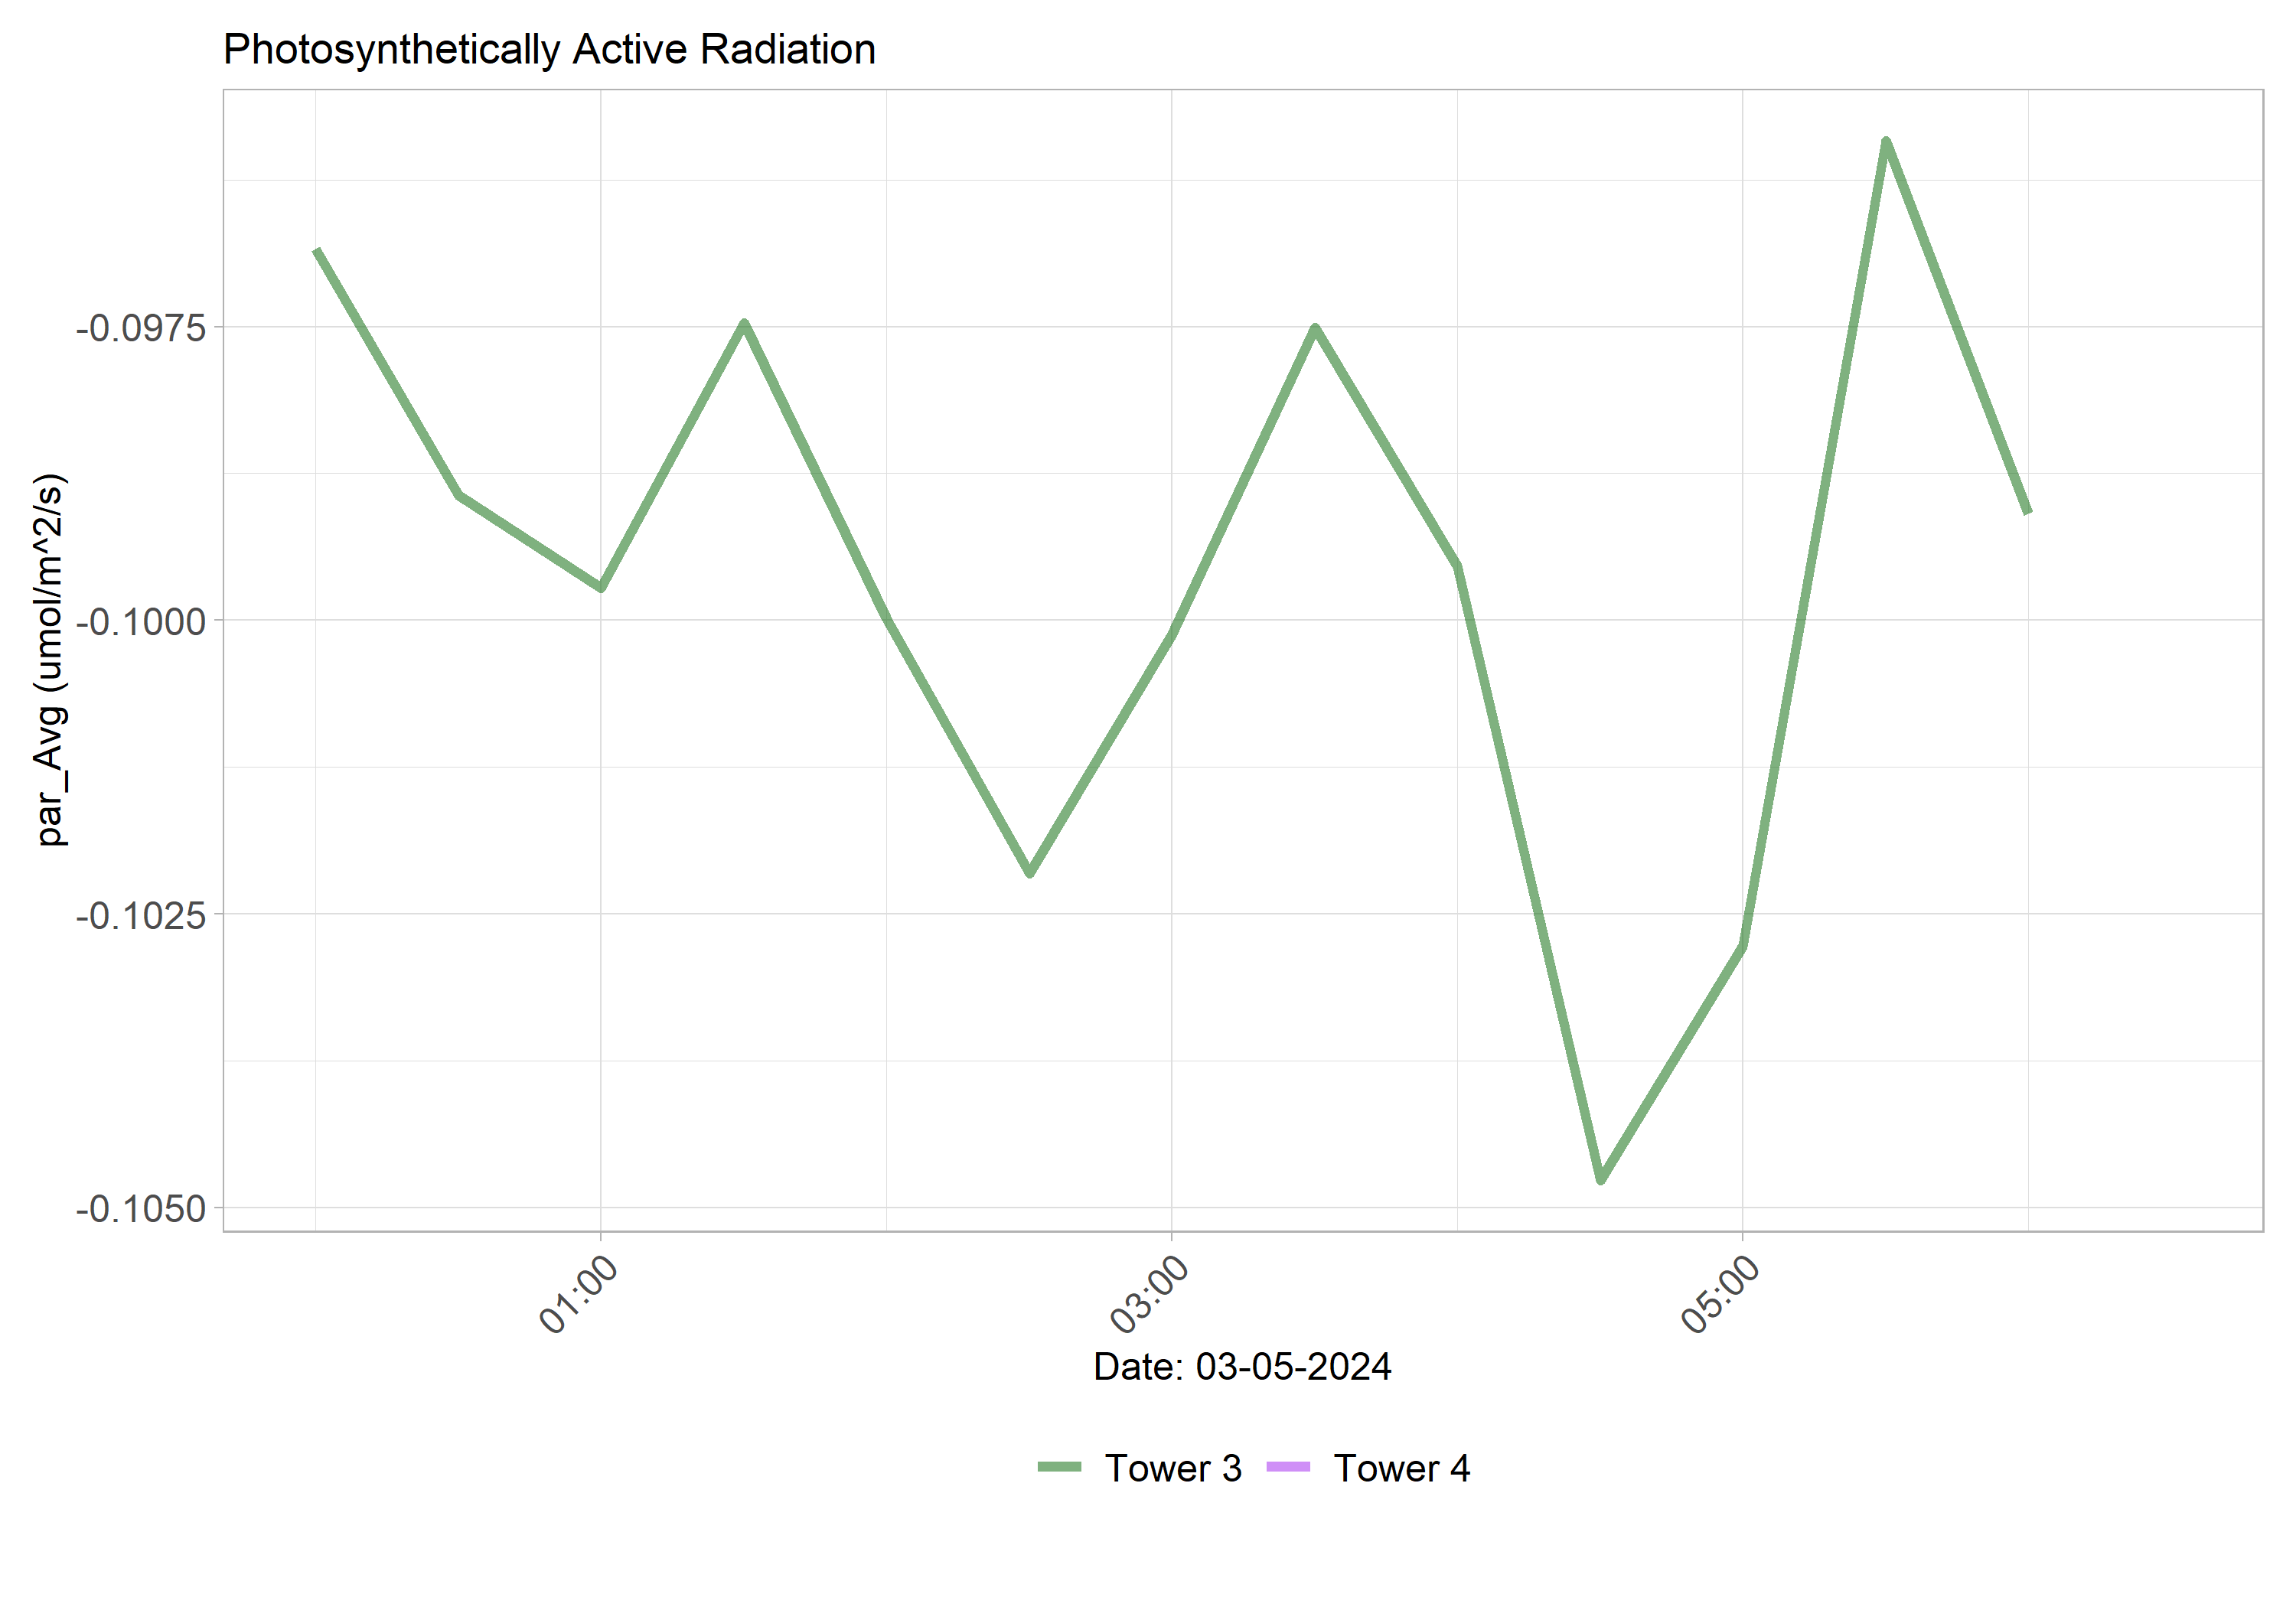 Photosynthetically Active Radiation
par_Avg (umol/m^2/s)
-0.0975
-0.1000
-0.1025
-0.1050
01:00
03:00
05:00
Date: 03-05-2024
Tower 3
Tower 4